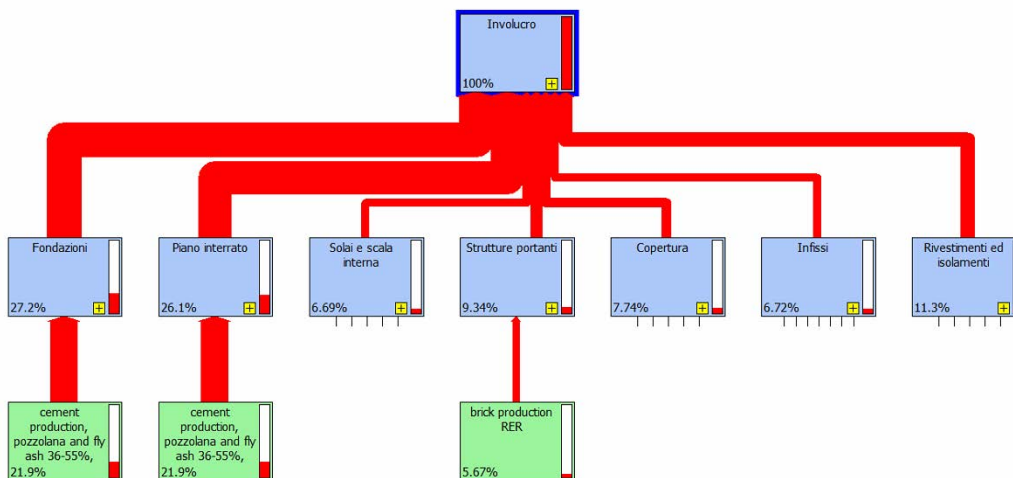 Involucro
100%
Fondazioni
27.2%
Piano interrato
26.1%
Solai e scala
interna
6.69%
Strutture portanti
9.34%
Copertura
7.74%
Infissi
6.72%
Rivestimenti ed
isolamenti
11.3%
cement
production,
pozzolana and fly
ash 36-55%,
21.9%
cement
production,
pozzolana and fly
ash 36-55%,
21.9%
brick production
RER
5.67%